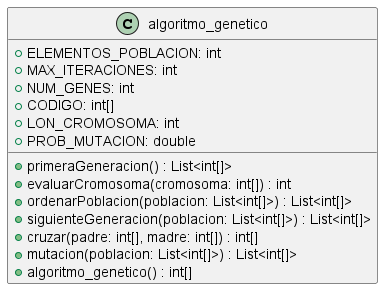 C algoritmo_genetico
ELEMENTOS_POBLACION: int
MAX_ITERACIONES: int
NUM_GENES: int
CODIGO: int[]
LON_CROMOSOMA: int
PROB_MUTACION: double
primeraGeneracion() : List<int[]>
evaluarCromosoma(cromosoma: int[]) : int
ordenarPoblacion(poblacion: List<int[]>) : List<int[]>
siguienteGeneracion(poblacion: List<int[]>) : List<int[]>
cruzar(padre: int[], madre: int[]) : int[]
mutacion(poblacion: List<int[]>) : List<int[]>
algoritmo_genetico() : int[]